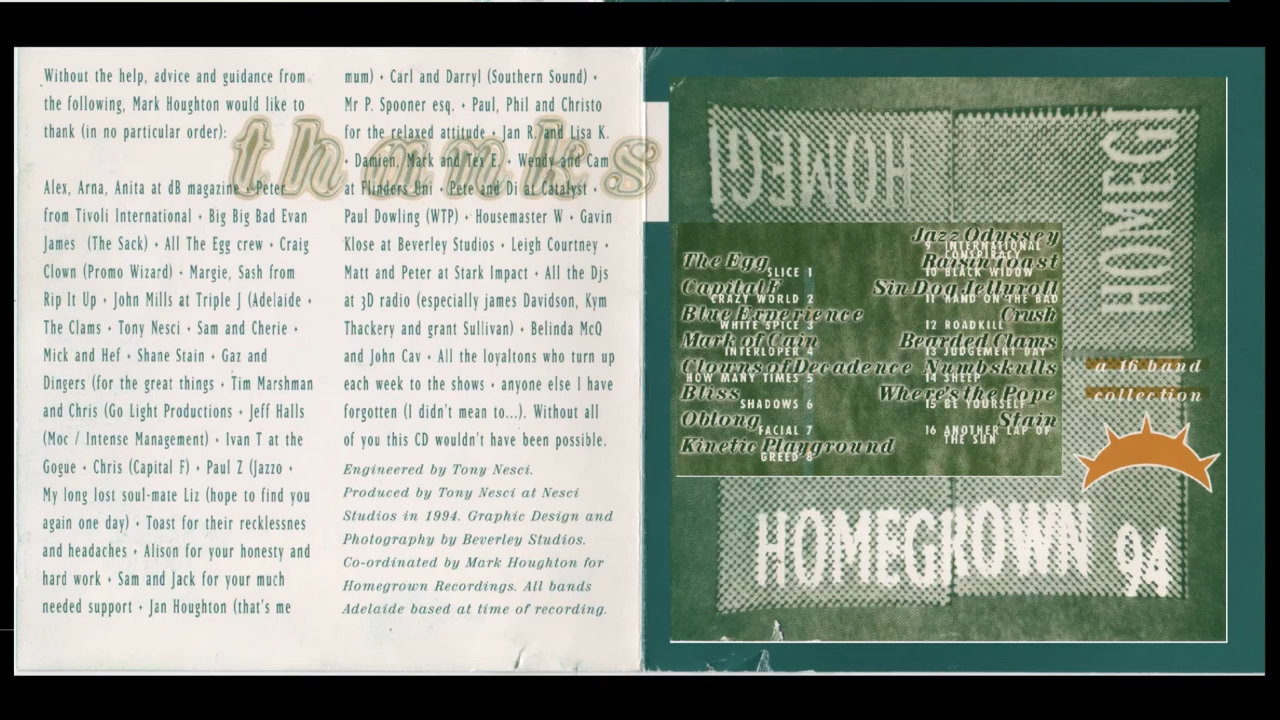 Without the help, advice and guidance from
the following, Mark Houghton would like to
thank (in no particular order):
thanks
Alex, Arna, Anita at dB magazine • Peter
from Tivoli International • Big Big Bad Evan
James (The Sack) • All The Egg crew • Craig
Clown (Promo Wizard) • Margie, Sash from
Rip It Up • John Mills at Triple J (Adelaide •
The Clams • Tony Nesci • Sam and Cherie •
Mick and Hef • Shane Stain • Gaz and
Dingers (for the great things • Tim Marshman
and Chris (Go Light Productions • Jeff Halls
(Moc / Intense Management) • Ivan T at the
Gogue • Chris (Capital F) • Paul Z (Jazzo •
My long lost soul-mate Liz (hope to find you
again one day) • Toast for their recklessnes
and headaches • Alison for your honesty and
hard work • Sam and Jack for your much
needed support • Jan Houghton (that's me
mum) • Carl and Darryl (Southern Sound) •
Mr P. Spooner esq. • Paul, Phil and Christo
for the relaxed attitude • Jan R. and Lisa K.
• Damien, Mark and Tex E. • Wendy and Cam
at Flinders Uni • Pete and Di at Catalyst •
Paul Dowling (WTP) • Housemaster W • Gavin
Klose at Beverley Studios • Leigh Courtney •
Matt and Peter at Stark Impact • All the Djs
at 3D radio (especially james Davidson, Kym
Thackery and grant Sullivan) • Belinda McQ
and John Cav • All the loyaltons who turn up
each week to the shows • anyone else I have
forgotten (I didn't mean to...). Without all
of you this CD wouldn't have been possible.
Engineered by Tony Nesci.
Produced by Tony Nesci at Nesci
Studios in 1994. Graphic Design and
Photography by Beverley Studios.
Co-ordinated by Mark Houghton for
Homegrown Recordings. All bands
Adelaide based at time of recording.
HOMEG
HOMEG
The Egg
SLICE 1
Capital F
CRAZY WORLD 2
Blue Experience
WHITE SPICE 3
Mark of Cain
INTERLOPER 4
Clowns of Decadence
HOW MANY TIMES 5
Bliss
SHADOWS 6
Oblong
FACIAL 7
Kinetic Playground
GREED 8
Jazz Odyssey
9 INTERNATIONAL
CONSPIRACY
Raisin Toast
10 BLACK WIDOW
Sin Dog Jellyroll
11 HAND ON THE BAD
Crush
12 ROADKILL
Bearded Clams
13 JUDGEMENT DAY
Numbskulls
14 SHEEP
Where's the Pope
15 BE YOURSELF
Stain
16 ANOTHER LAP OF
THE SUN
a 16 band
collection
HOMEGROWN 94